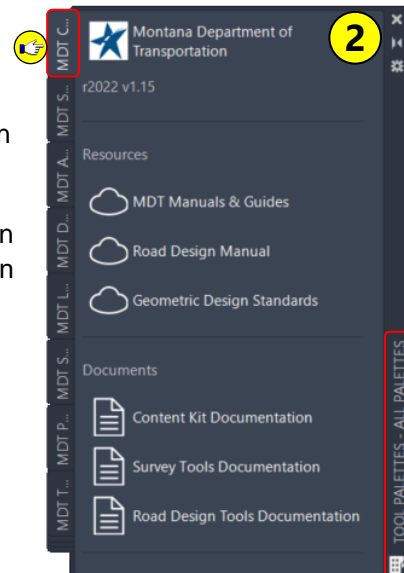 n
n
n
MDT C...
MDT S...
MDT A...
MDT D...
MDT L...
MDT S...
MDT P...
MDT T...
Montana Department of
Transportation
2
r2022 v1.15
Resources
MDT Manuals & Guides
Road Design Manual
Geometric Design Standards
Documents
Content Kit Documentation
Survey Tools Documentation
Road Design Tools Documentation
TOOL PALETTES - ALL PALETTES